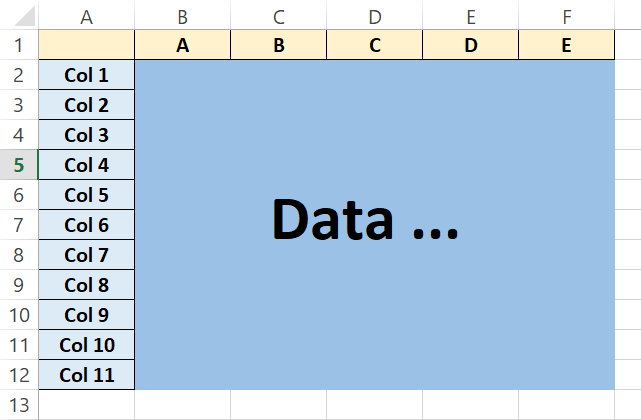 A B C D E F
1 A B C D E
2 Col 1
3 Col 2
4 Col 3
5 Col 4
6 Col 5
7 Col 6
Data ...
8 Col 7
9 Col 8
10 Col 9
11 Col 10
12 Col 11
13